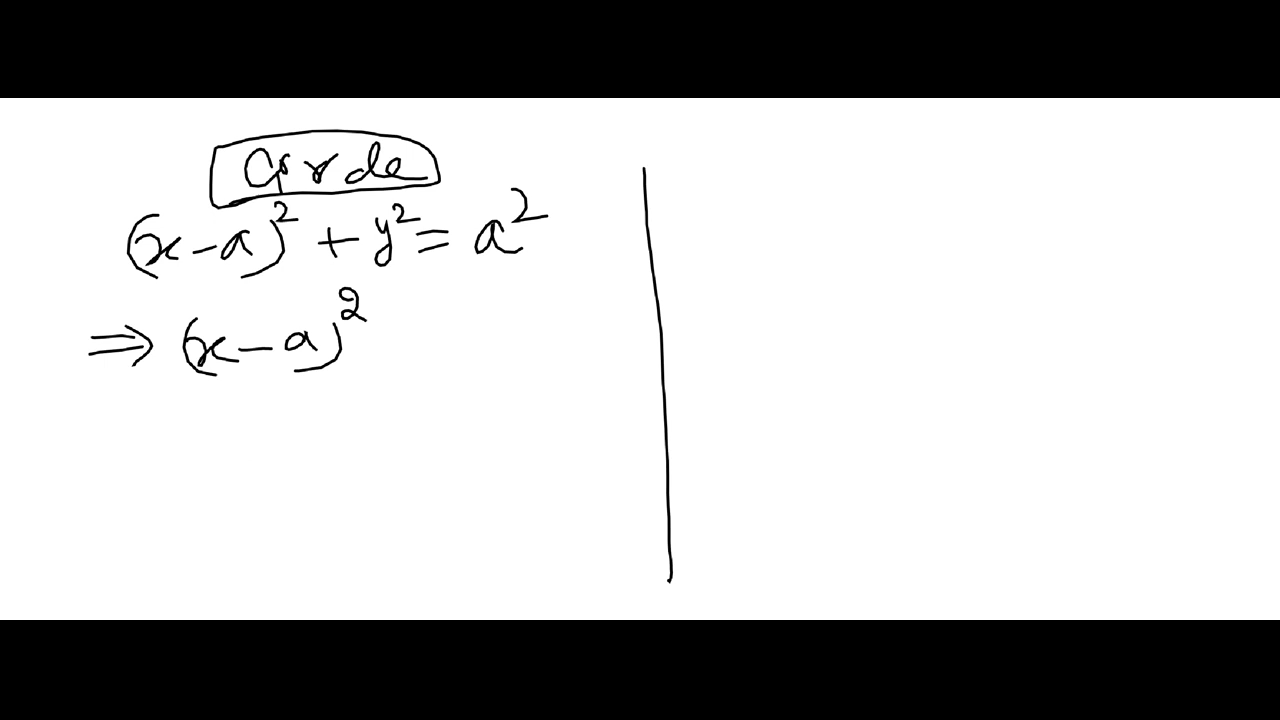 Circle
(x-a)² + y² = a²
⇒ (x-a)²